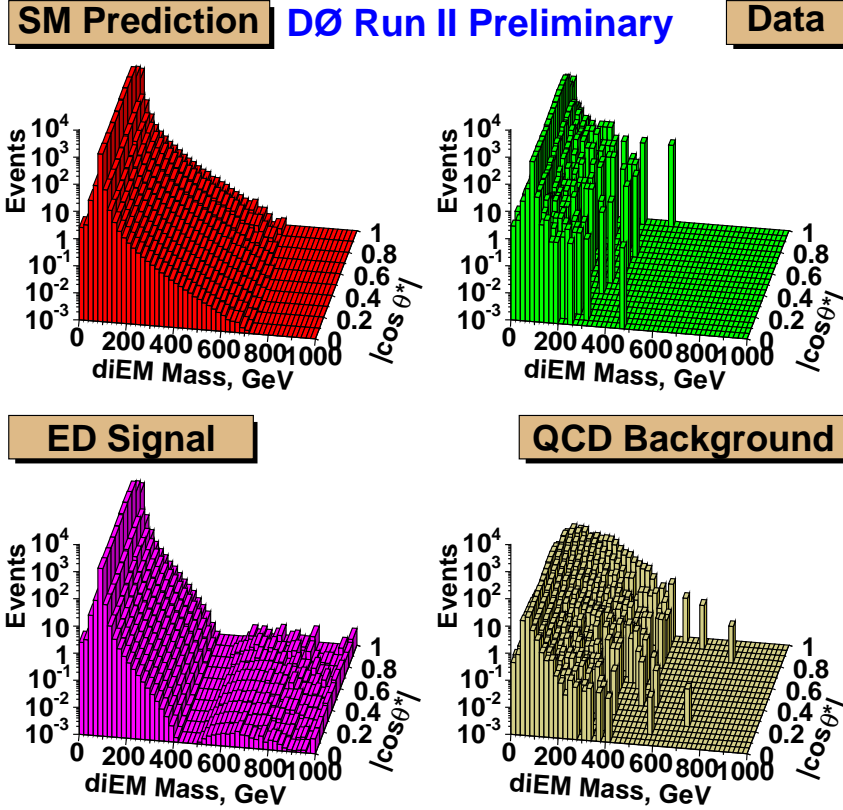 SM Prediction
DØ Run II Preliminary
Data
Events
10^4
10^3
10^2
10
1
10^-1
10^-2
10^-3
0 200 400 600 800 1000
diEM Mass, GeV
0 0.2 0.4 0.6 0.8 1
|cos θ*|
Events
10^4
10^3
10^2
10
1
10^-1
10^-2
10^-3
0 200 400 600 800 1000
diEM Mass, GeV
0 0.2 0.4 0.6 0.8 1
|cosθ*|
ED Signal
QCD Background
Events
10^4
10^3
10^2
10
1
10^-1
10^-2
10^-3
0 200 400 600 800 1000
diEM Mass, GeV
0 0.2 0.4 0.6 0.8 1
|cosθ*|
Events
10^4
10^3
10^2
10
1
10^-1
10^-2
10^-3
0 200 400 600 800 1000
diEM Mass, GeV
0 0.2 0.4 0.6 0.8 1
|cosθ*|